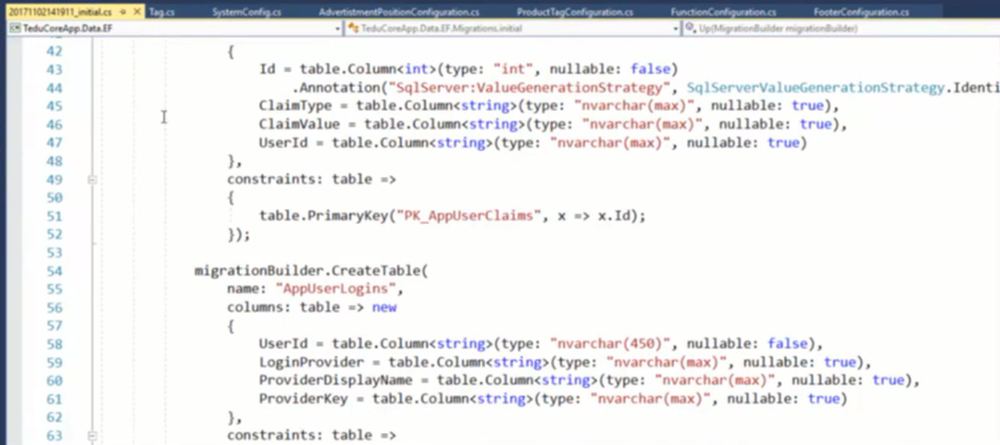 20171102141911_initial.cs Tag.cs SystemConfig.cs AdvertistmentPositionConfiguration.cs ProductTagConfiguration.cs FunctionConfiguration.cs FooterConfiguration.cs
TeduCoreApp.Data.EF TeduCoreApp.Data.EF.Migrations.initial Up(MigrationBuilder migrationBuilder)
42 {
43 Id = table.Column<int>(type: "int", nullable: false)
44 .Annotation("SqlServer:ValueGenerationStrategy", SqlServerValueGenerationStrategy.Identi
45 ClaimType = table.Column<string>(type: "nvarchar(max)", nullable: true),
46 ClaimValue = table.Column<string>(type: "nvarchar(max)", nullable: true),
47 UserId = table.Column<string>(type: "nvarchar(max)", nullable: true)
48 },
49 constraints: table =>
50 {
51 table.PrimaryKey("PK_AppUserClaims", x => x.Id);
52 });
53
54 migrationBuilder.CreateTable(
55 name: "AppUserLogins",
56 columns: table => new
57 {
58 UserId = table.Column<string>(type: "nvarchar(450)", nullable: false),
59 LoginProvider = table.Column<string>(type: "nvarchar(max)", nullable: true),
60 ProviderDisplayName = table.Column<string>(type: "nvarchar(max)", nullable: true),
61 ProviderKey = table.Column<string>(type: "nvarchar(max)", nullable: true)
62 },
63 constraints: table =>